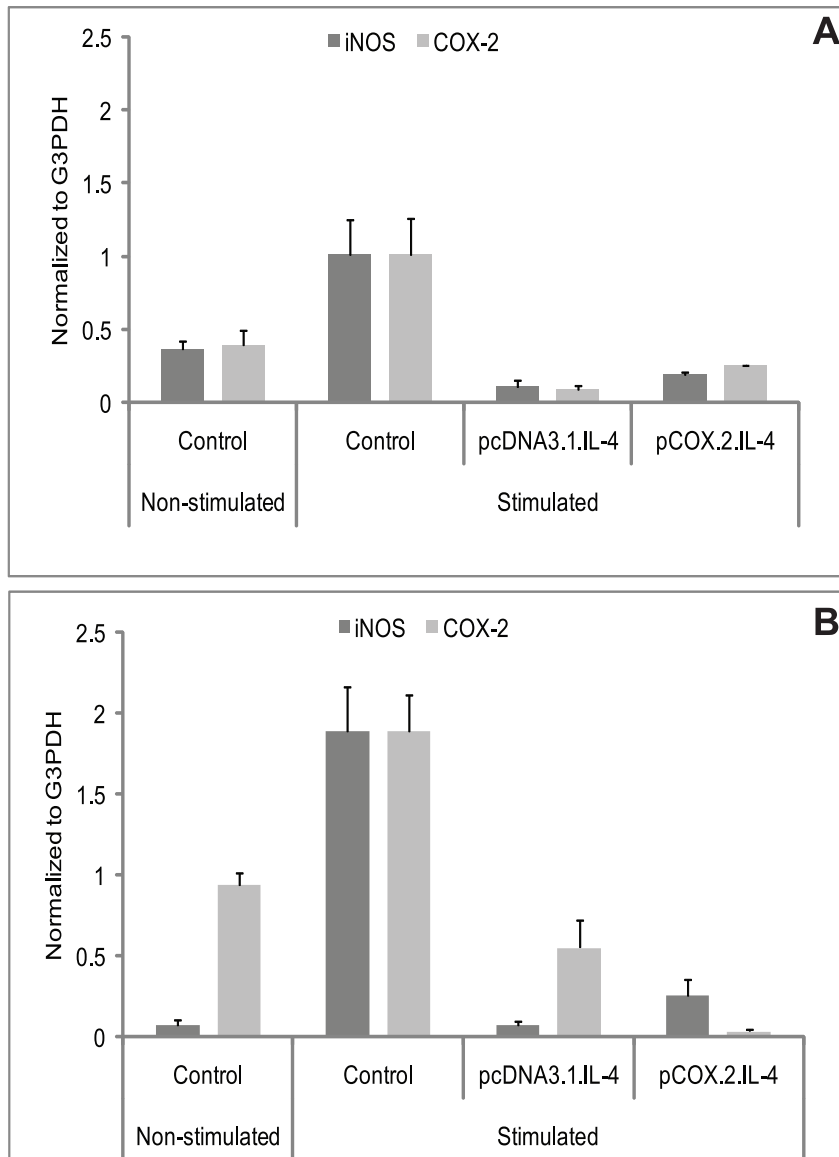 A
iNOS COX-2
Normalized to G3PDH
2.5
2
1.5
1
0.5
0
Control Control pcDNA3.1.IL-4 pCOX.2.IL-4
Non-stimulated Stimulated
B
iNOS COX-2
Normalized to G3PDH
2.5
2
1.5
1
0.5
0
Control Control pcDNA3.1.IL-4 pCOX.2.IL-4
Non-stimulated Stimulated